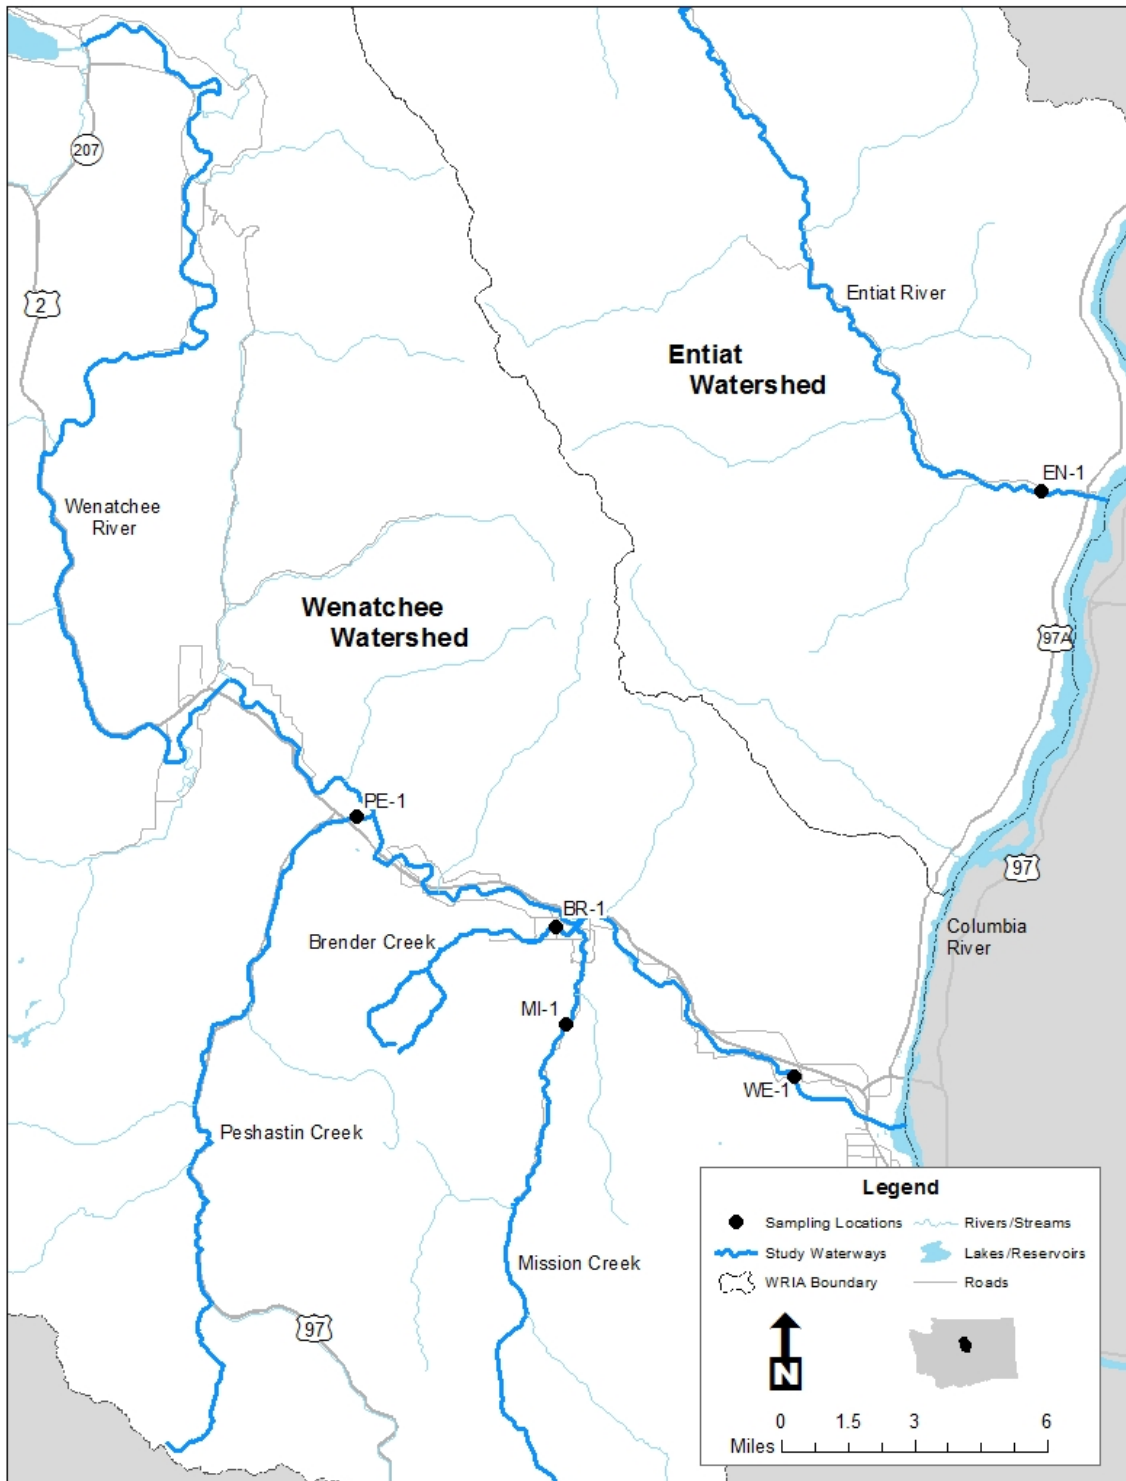 207
2
Entiat River
Entiat
Watershed
EN-1
Wenatchee
River
Wenatchee
Watershed
97A
PE-1
97
BR-1
Columbia
River
Brender Creek
MI-1
WE-1
Peshastin Creek
Mission Creek
97
Legend
Sampling Locations
Rivers/Streams
Study Waterways
Lakes/Reservoirs
WRIA Boundary
Roads
N
0 1.5 3 6
Miles